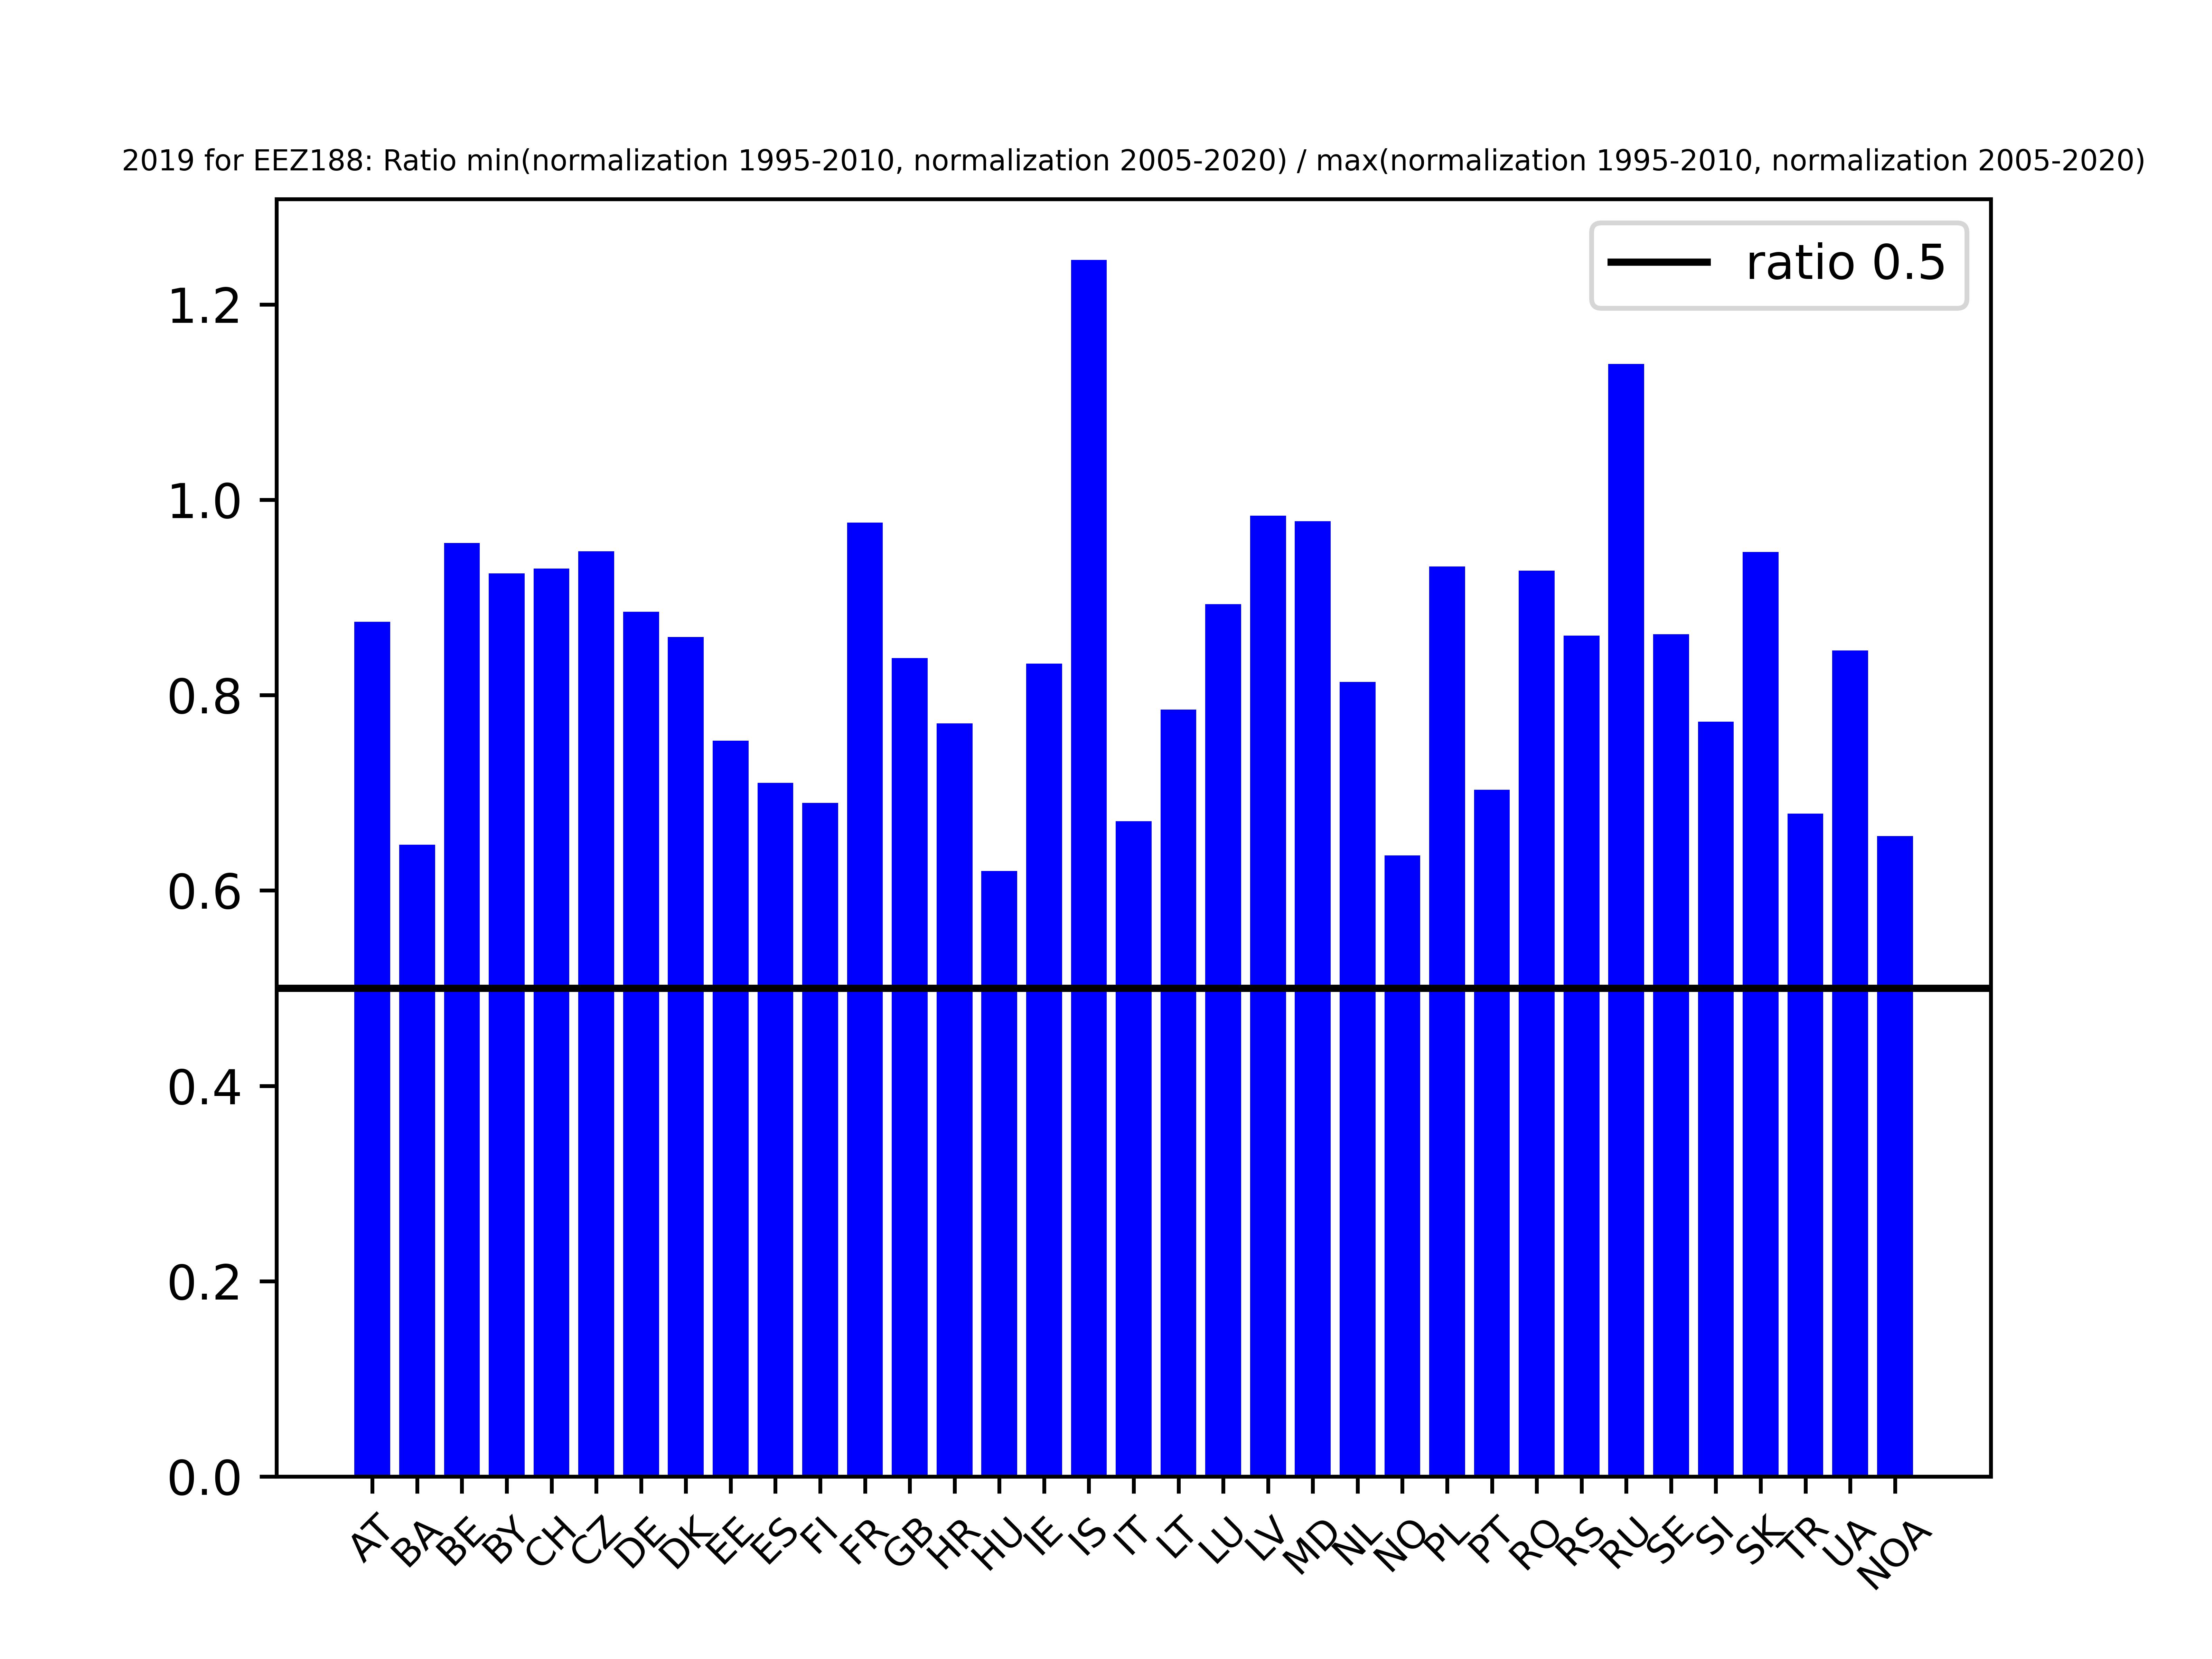 2019 for EEZ188: Ratio min(normalization 1995-2010, normalization 2005-2020) / max(normalization 1995-2010, normalization 2005-2020)
ratio 0.5
1.2
1.0
0.8
0.6
0.4
0.2
0.0
AT BA BE BY CH CZ DE DK EE ES FI FR GB HR HU IE IS IT LT LU LV MD NL NO PL PT RO RS RU SE SI SK TR UA NOA